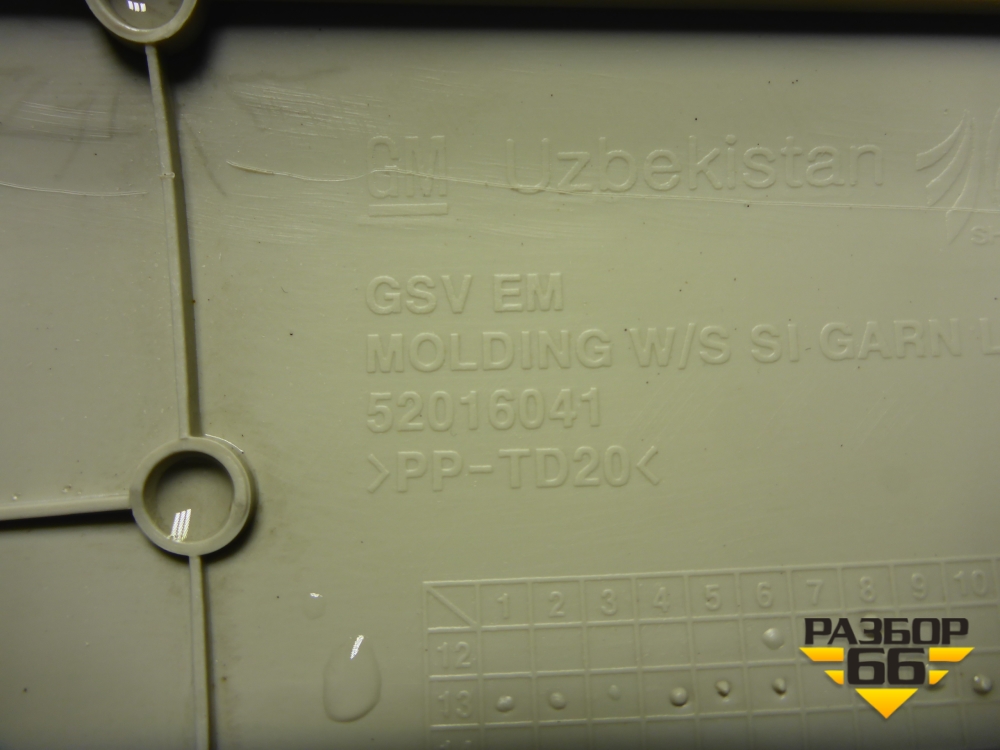 GM Uzbekistan
GSV EM
MOLDING W/S SI GARN
52016041
>PP-TD20<
1 2 3 4 5 6 7 8 9 10
12
13
РАЗБОР
66